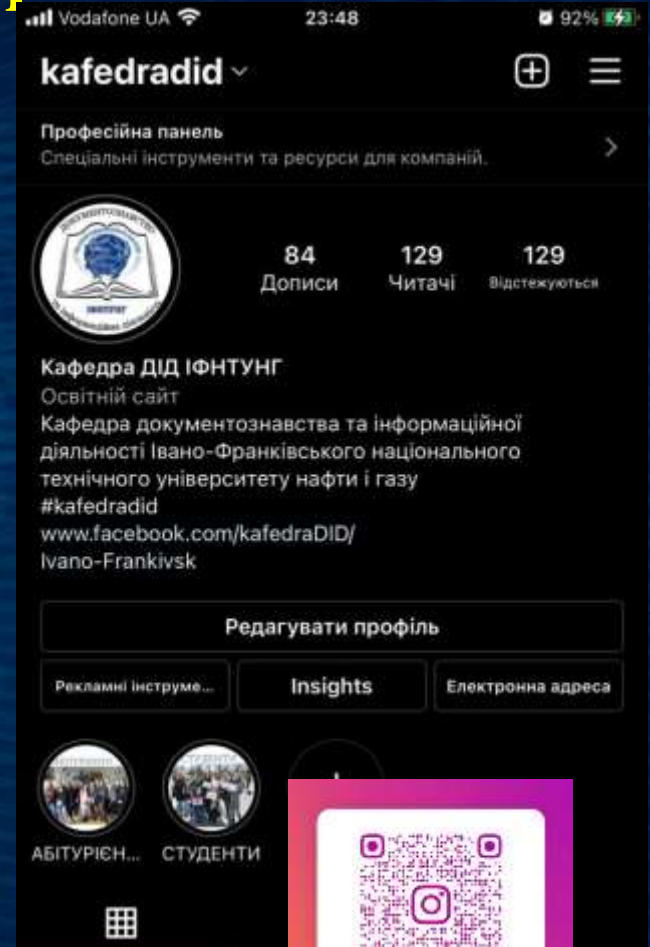 Vodafone UA 23:48 92%
kafedradid
Професійна панель
Спеціальні інструменти та ресурси для компаній.
ДОКУМЕНТОЗНАВСТВО
ІФНТУНГ
84 129 129
Дописи Читачі Відстежуються
Кафедра ДІД ІФНТУНГ
Освітній сайт
Кафедра документознавства та інформаційної
діяльності Івано-Франківського національного
технічного університету нафти і газу
#kafedradid
www.facebook.com/kafedraDID/
Ivano-Frankivsk
Редагувати профіль
Рекламні інструме... Insights Електронна адреса
АБІТУРІЄН... СТУДЕНТИ